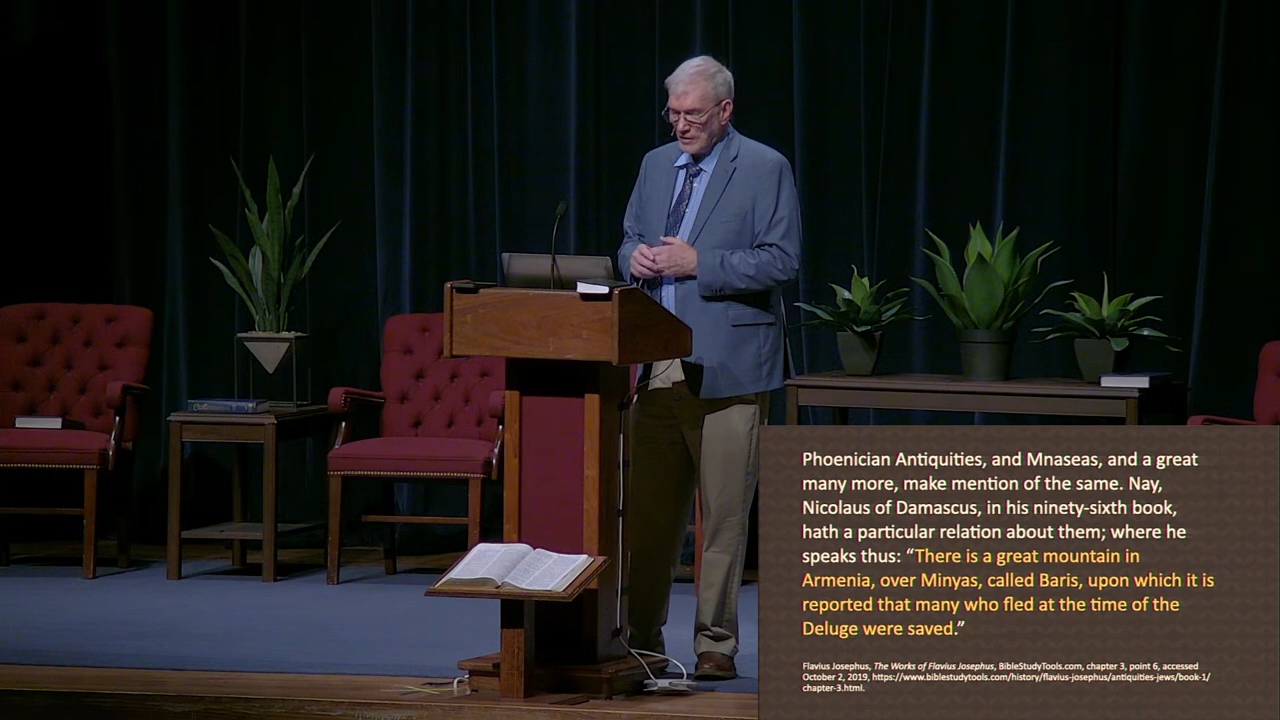 Phoenician Antiquities, and Mnaseas, and a great
many more, make mention of the same. Nay,
Nicolaus of Damascus, in his ninety-sixth book,
hath a particular relation about them; where he
speaks thus: “There is a great mountain in
Armenia, over Minyas, called Baris, upon which it is
reported that many who fled at the time of the
Deluge were saved.”
Flavius Josephus, The Works of Flavius Josephus, BibleStudyTools.com, chapter 3, point 6, accessed
October 2, 2019, https://www.biblestudytools.com/history/flavius-josephus/antiquities-jews/book-1/
chapter-3.html.